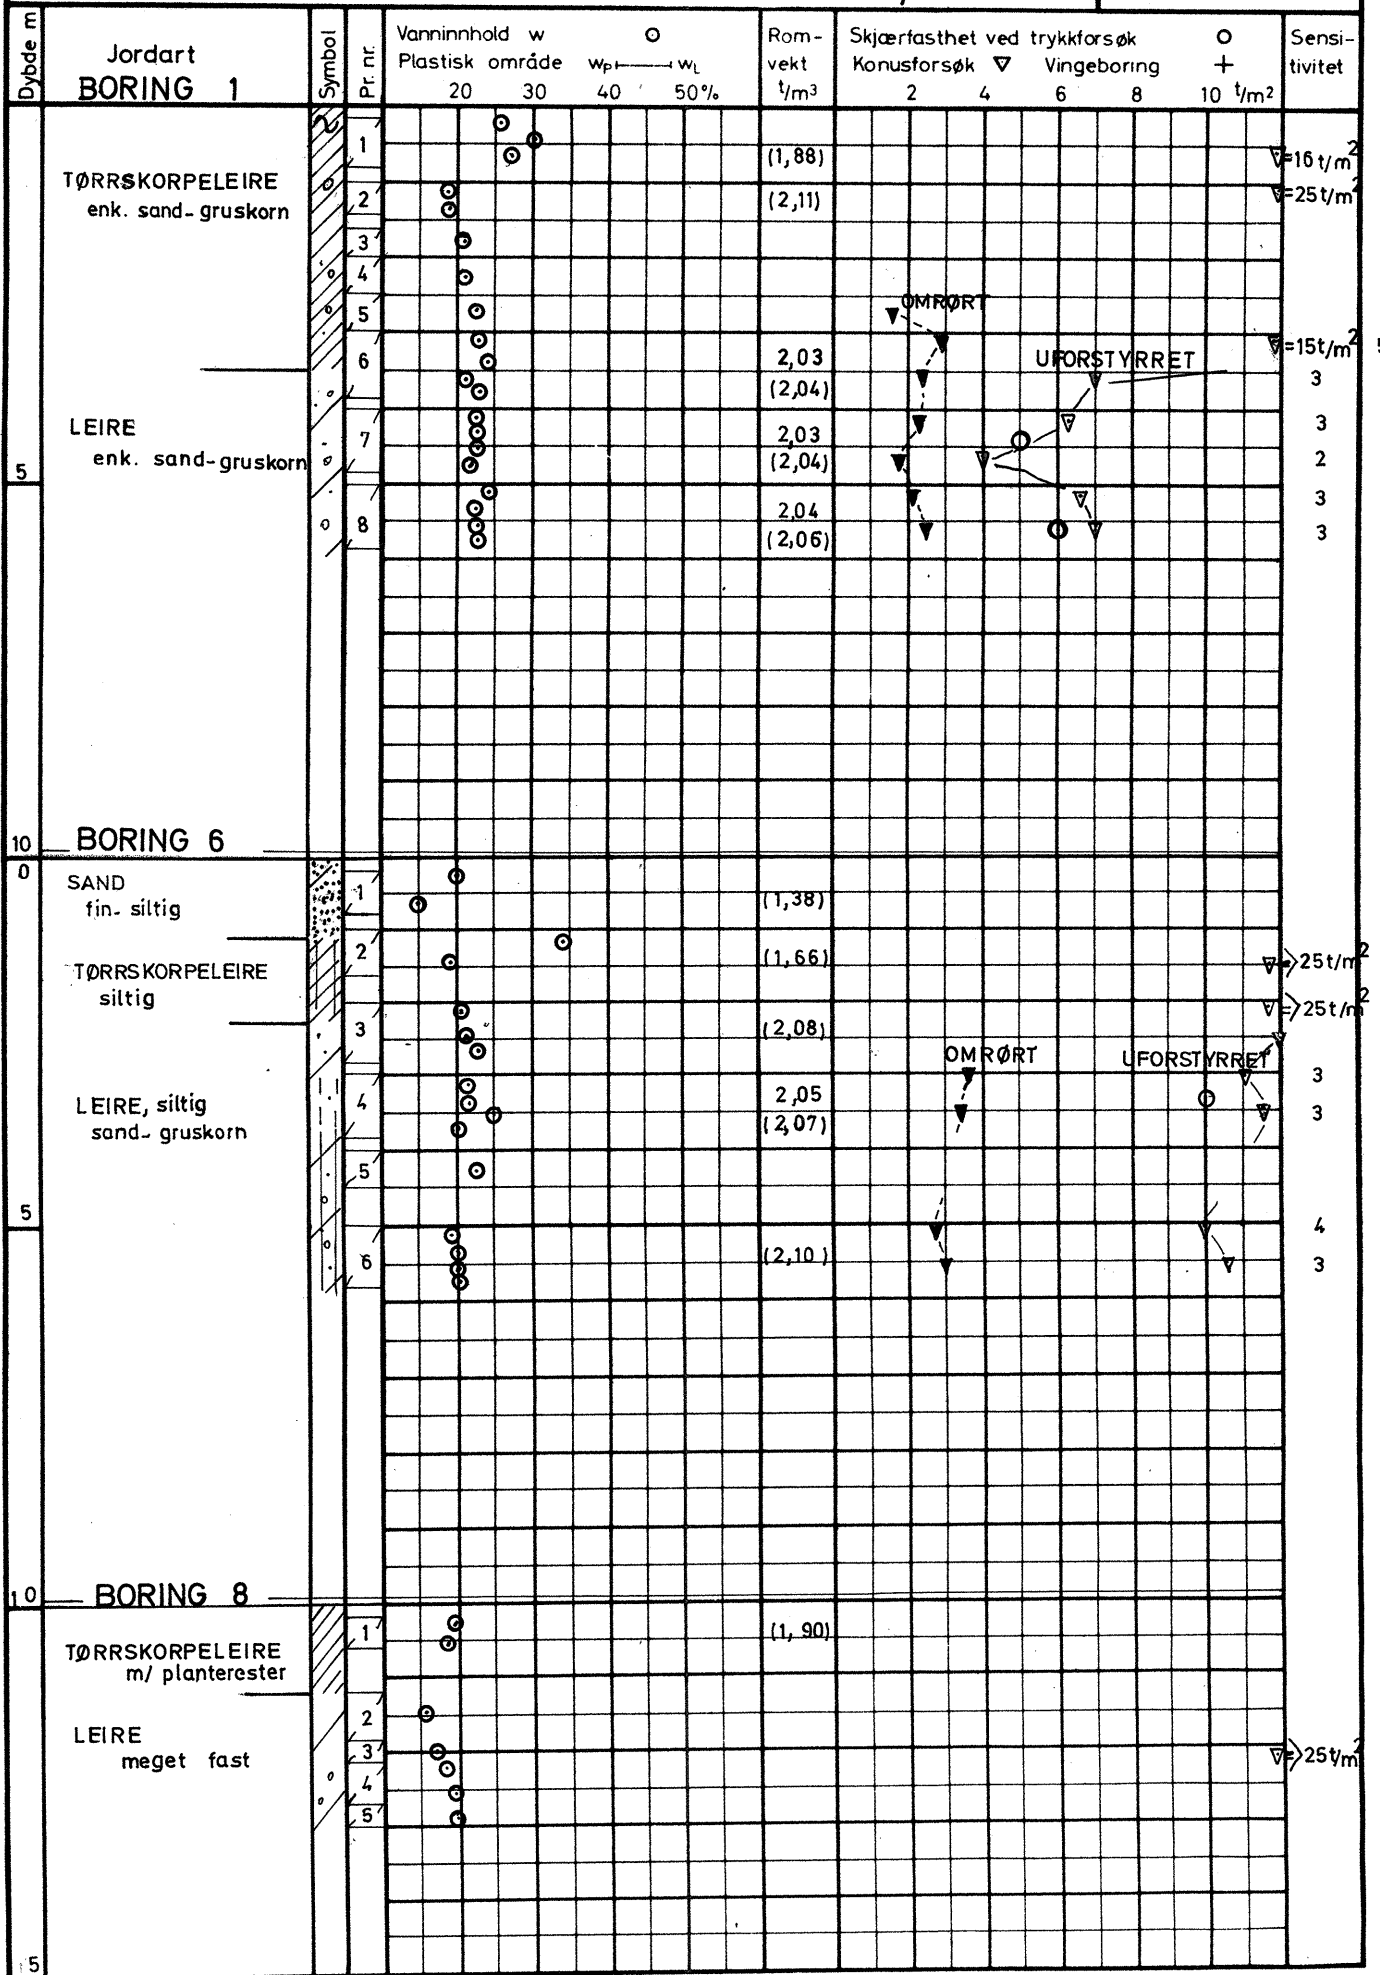 Dybde m
Jordart
BORING 1
Symbol
Pr. nr.
Vanninnhold w
Plastisk område wP wL
20 30 40 50 %
Rom-
vekt
t/m³
Skjærfasthet ved trykkforsøk
Konusforsøk Vingeboring
2 4 6 8 10 t/m²
Sensi-
tivitet
1 (1,88) =16 t/m²
TØRRSKORPELEIRE
enk. sand-gruskorn
2 (2,11) =25 t/m²
3
4
OMRØRT
5
6 2,03 UFORSTYRRET =15 t/m²
(2,04) 3
LEIRE
enk. sand-gruskorn
3
7 2,03
(2,04) 2
5
3
8 2,04
(2,06) 3
10 BORING 6
0
SAND
fin- siltig
1 (1,38)
2 (1,66) => 25 t/m²
TØRRSKORPELEIRE
siltig
=> 25 t/m²
3 (2,08)
OMRØRT UFORSTYRRET
3
LEIRE, siltig
sand- gruskorn
4 2,05
(2,07) 3
5
5 4
6 (2,10) 3
10 BORING 8
1 (1,90)
TØRRSKORPELEIRE
m/ planterester
2
LEIRE
meget fast
3 => 25 t/m²
4
5
5